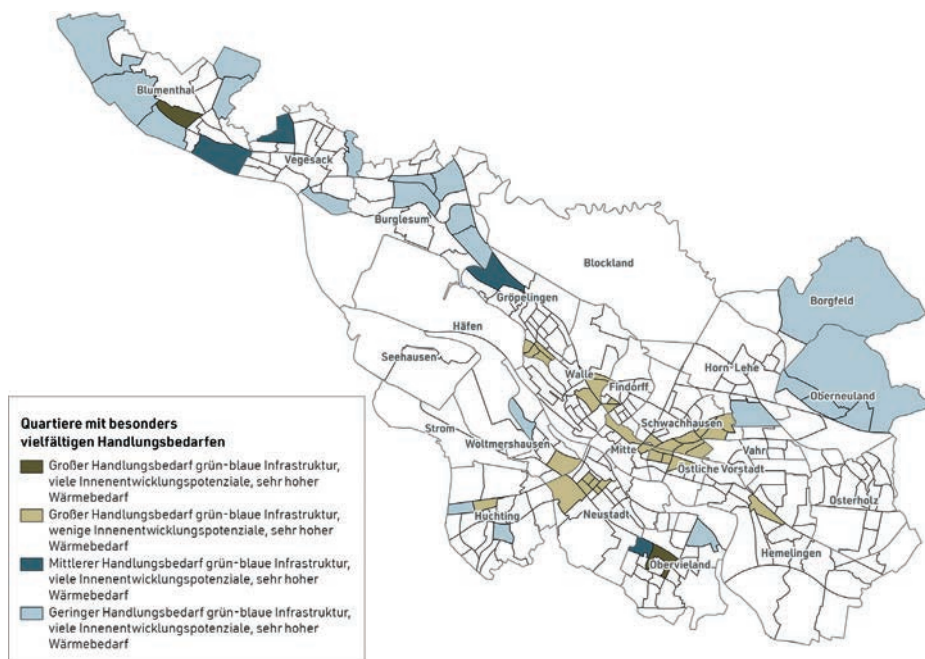 Blumenthal
Vegesack
Burglesum
Blockland
Borgfeld
Gröpelingen
Häfen
Seehausen
Horn-Lehe
Walle
Findorff
Oberneuland
Schwachhausen
Strom
Woltmershausen
Mitte
Vahr
Östliche Vorstadt
Osterholz
Huchting
Neustadt
Hemelingen
Obervieland
Quartiere mit besonders
vielfältigen Handlungsbedarfen
Großer Handlungsbedarf grün-blaue Infrastruktur,
viele Innenentwicklungspotenziale, sehr hoher
Wärmebedarf
Großer Handlungsbedarf grün-blaue Infrastruktur,
wenige Innenentwicklungspotenziale, sehr hoher
Wärmebedarf
Mittlerer Handlungsbedarf grün-blaue Infrastruktur,
viele Innenentwicklungspotenziale, sehr hoher
Wärmebedarf
Geringer Handlungsbedarf grün-blaue Infrastruktur,
viele Innenentwicklungspotenziale, sehr hoher
Wärmebedarf